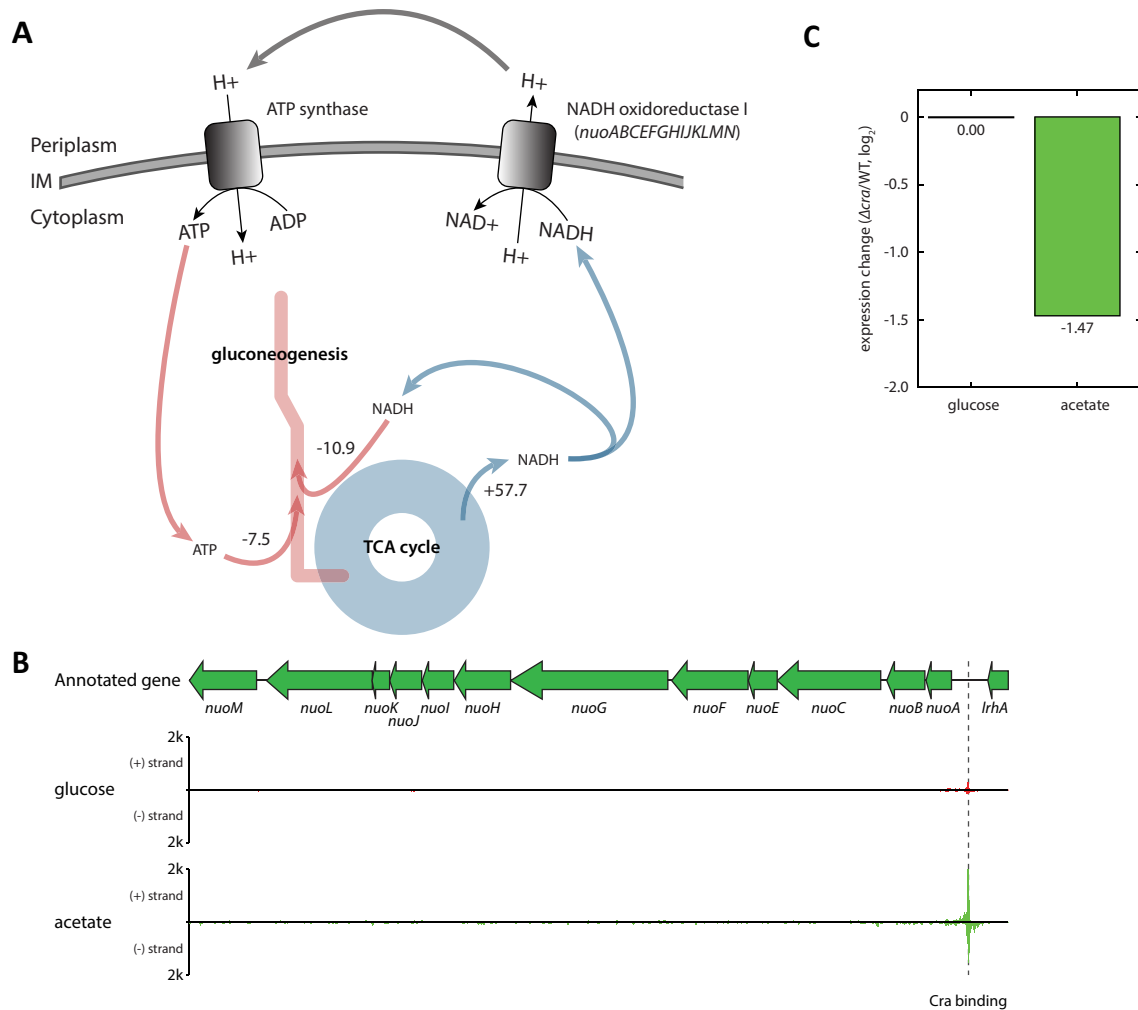 A
H+
ATP synthase
H+
NADH oxidoreductase I
(nuoABCEFGHIJKLMN)
Periplasm
IM
Cytoplasm
ATP
H+
ADP
NAD+
H+
NADH
gluconeogenesis
NADH
-10.9
NADH
+57.7
ATP
-7.5
TCA cycle
C
expression change (Δcra/WT, log2)
0
-0.5
-1.0
-1.5
-2.0
0.00
-1.47
glucose
acetate
B
Annotated gene
nuoM
nuoL
nuoK
nuoJ
nuoI
nuoH
nuoG
nuoF
nuoE
nuoC
nuoB
nuoA
lrhA
2k
(+) strand
glucose
(-) strand
2k
2k
(+) strand
acetate
(-) strand
2k
Cra binding